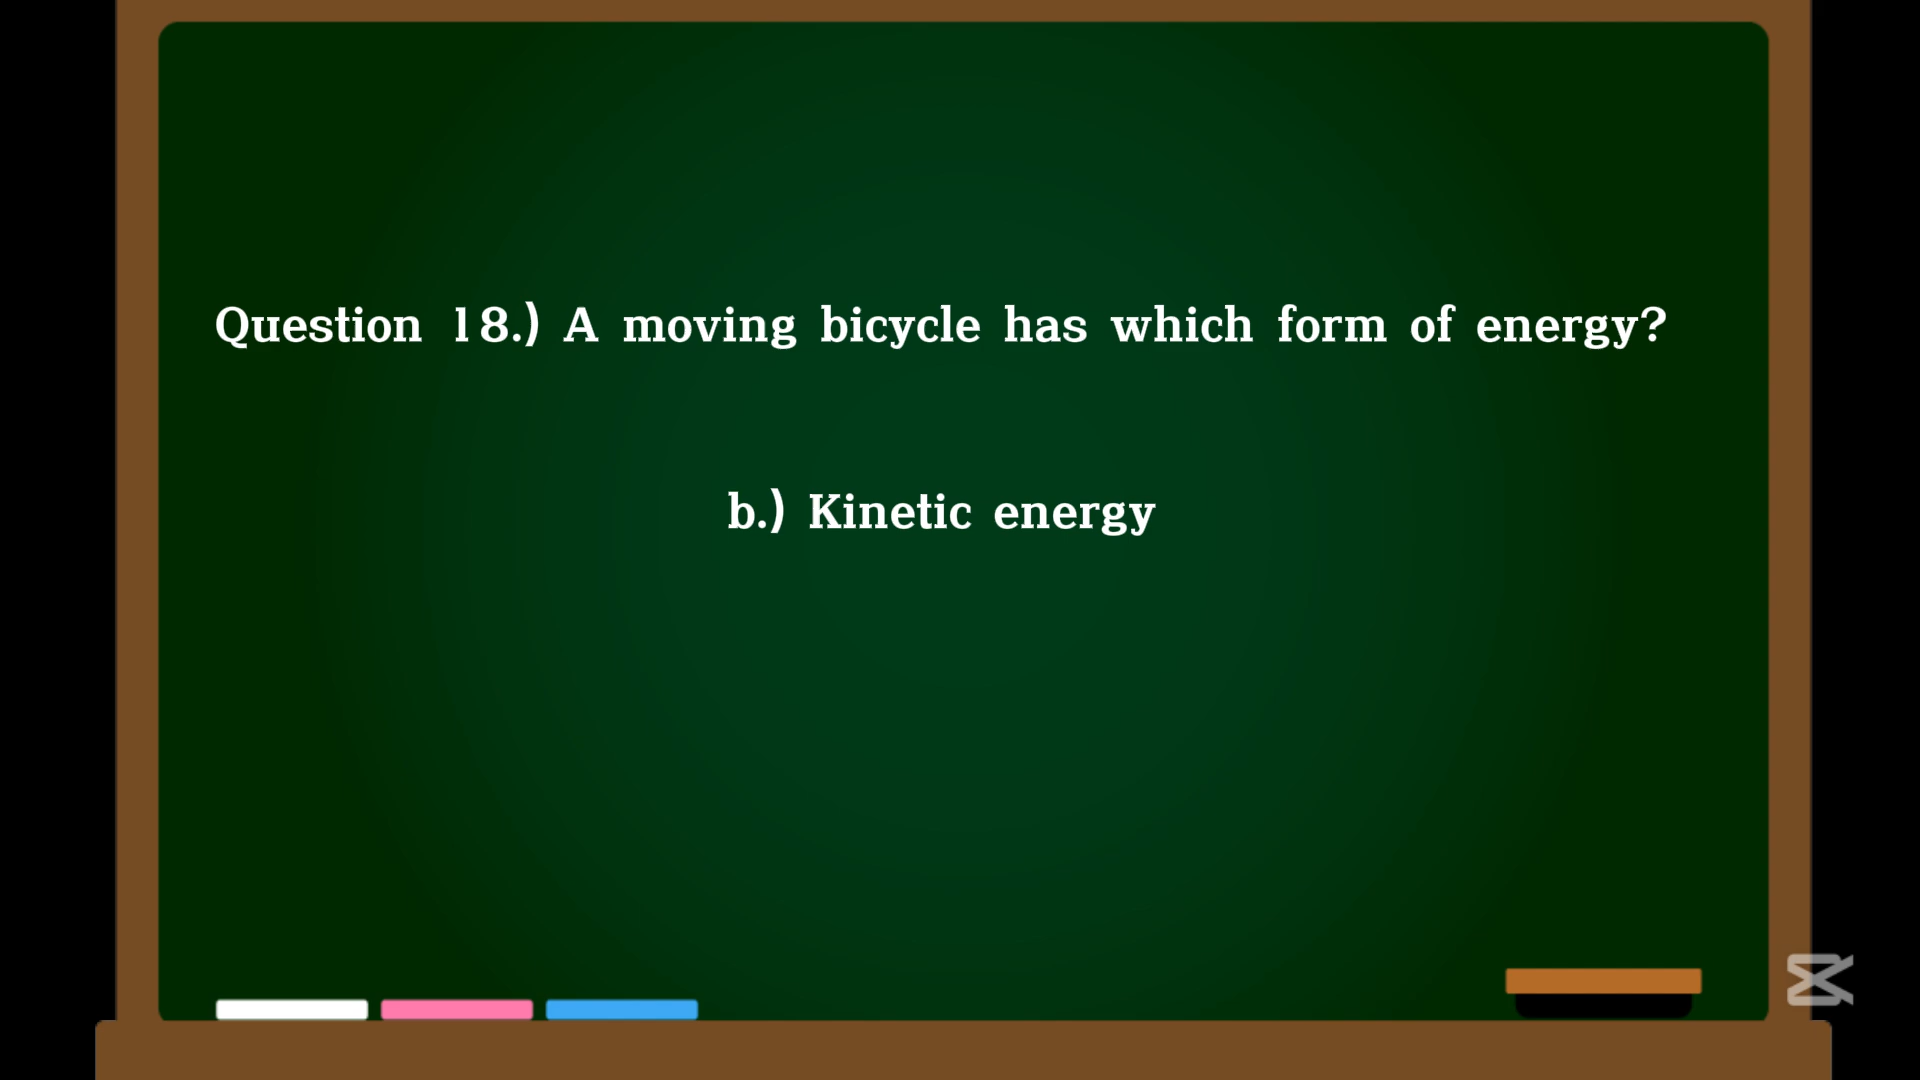 Question 18.) A moving bicycle has which form of energy?
b.) Kinetic energy